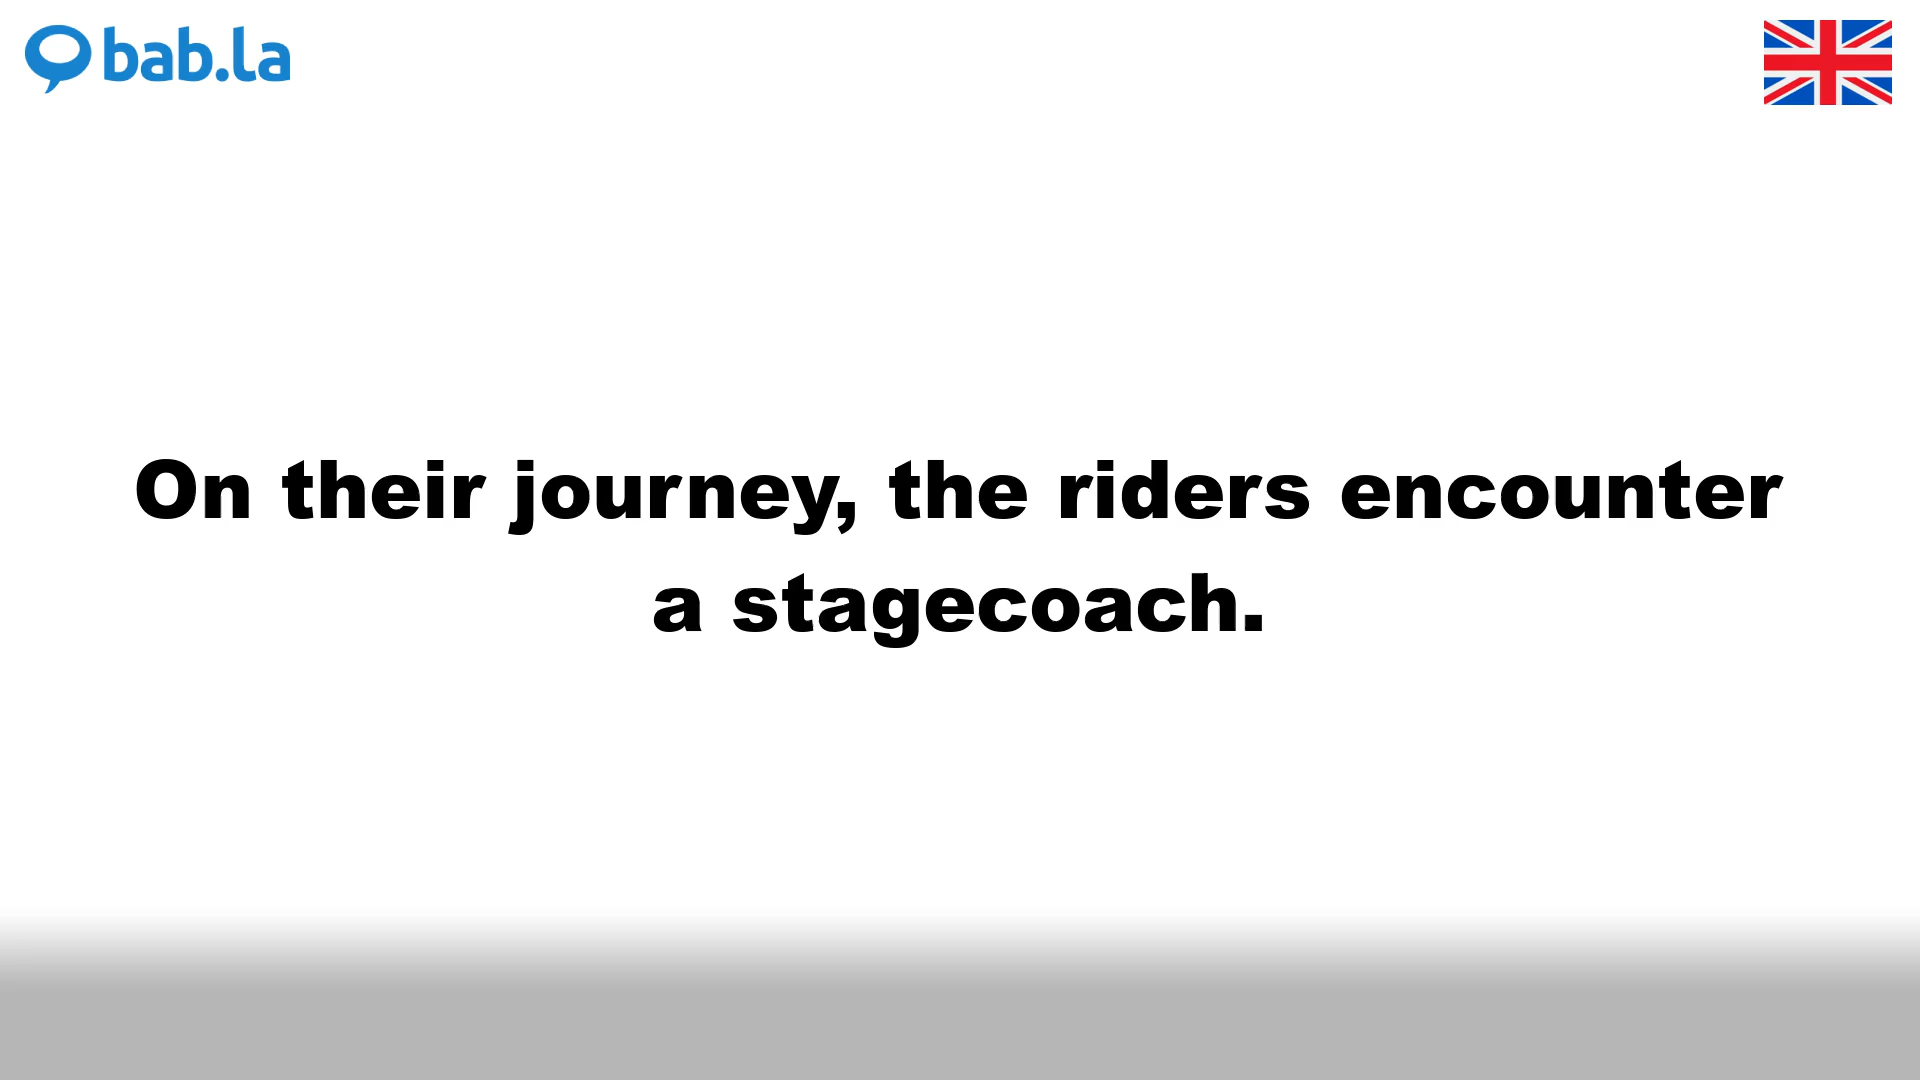 bab.la
On their journey, the riders encounter
a stagecoach.